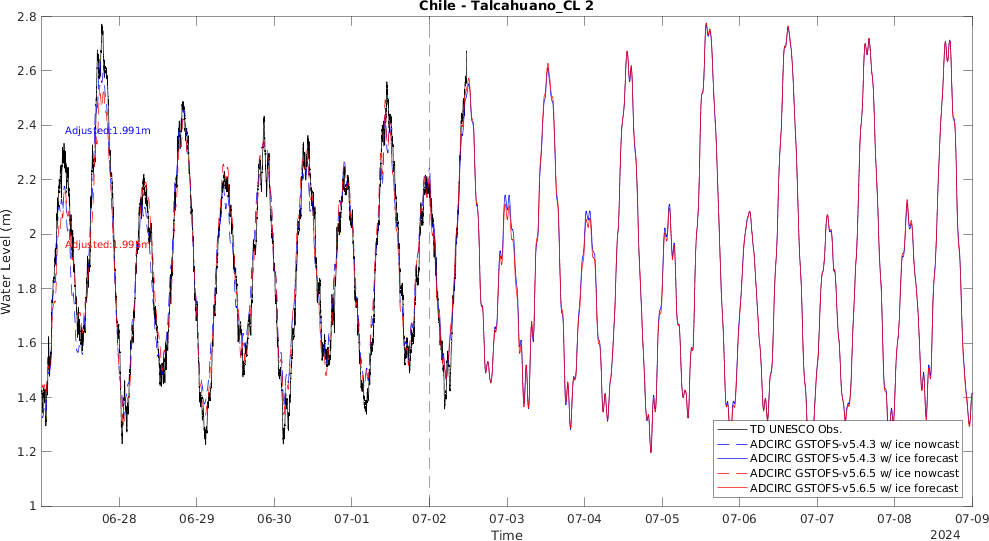 Chile - Talcahuano_CL 2
Water Level (m)
2.8
2.6
2.4
2.2
2
1.8
1.6
1.4
1.2
1
Adjusted:1.991m
TD UNESCO Obs.
ADCIRC GSTOFS-v5.4.3 w/ ice nowcast
ADCIRC GSTOFS-v5.4.3 w/ ice forecast
ADCIRC GSTOFS-v5.6.5 w/ ice nowcast
ADCIRC GSTOFS-v5.6.5 w/ ice forecast
06-28 06-29 06-30 07-01 07-02 07-03 07-04 07-05 07-06 07-07 07-08 07-09
Time
2024